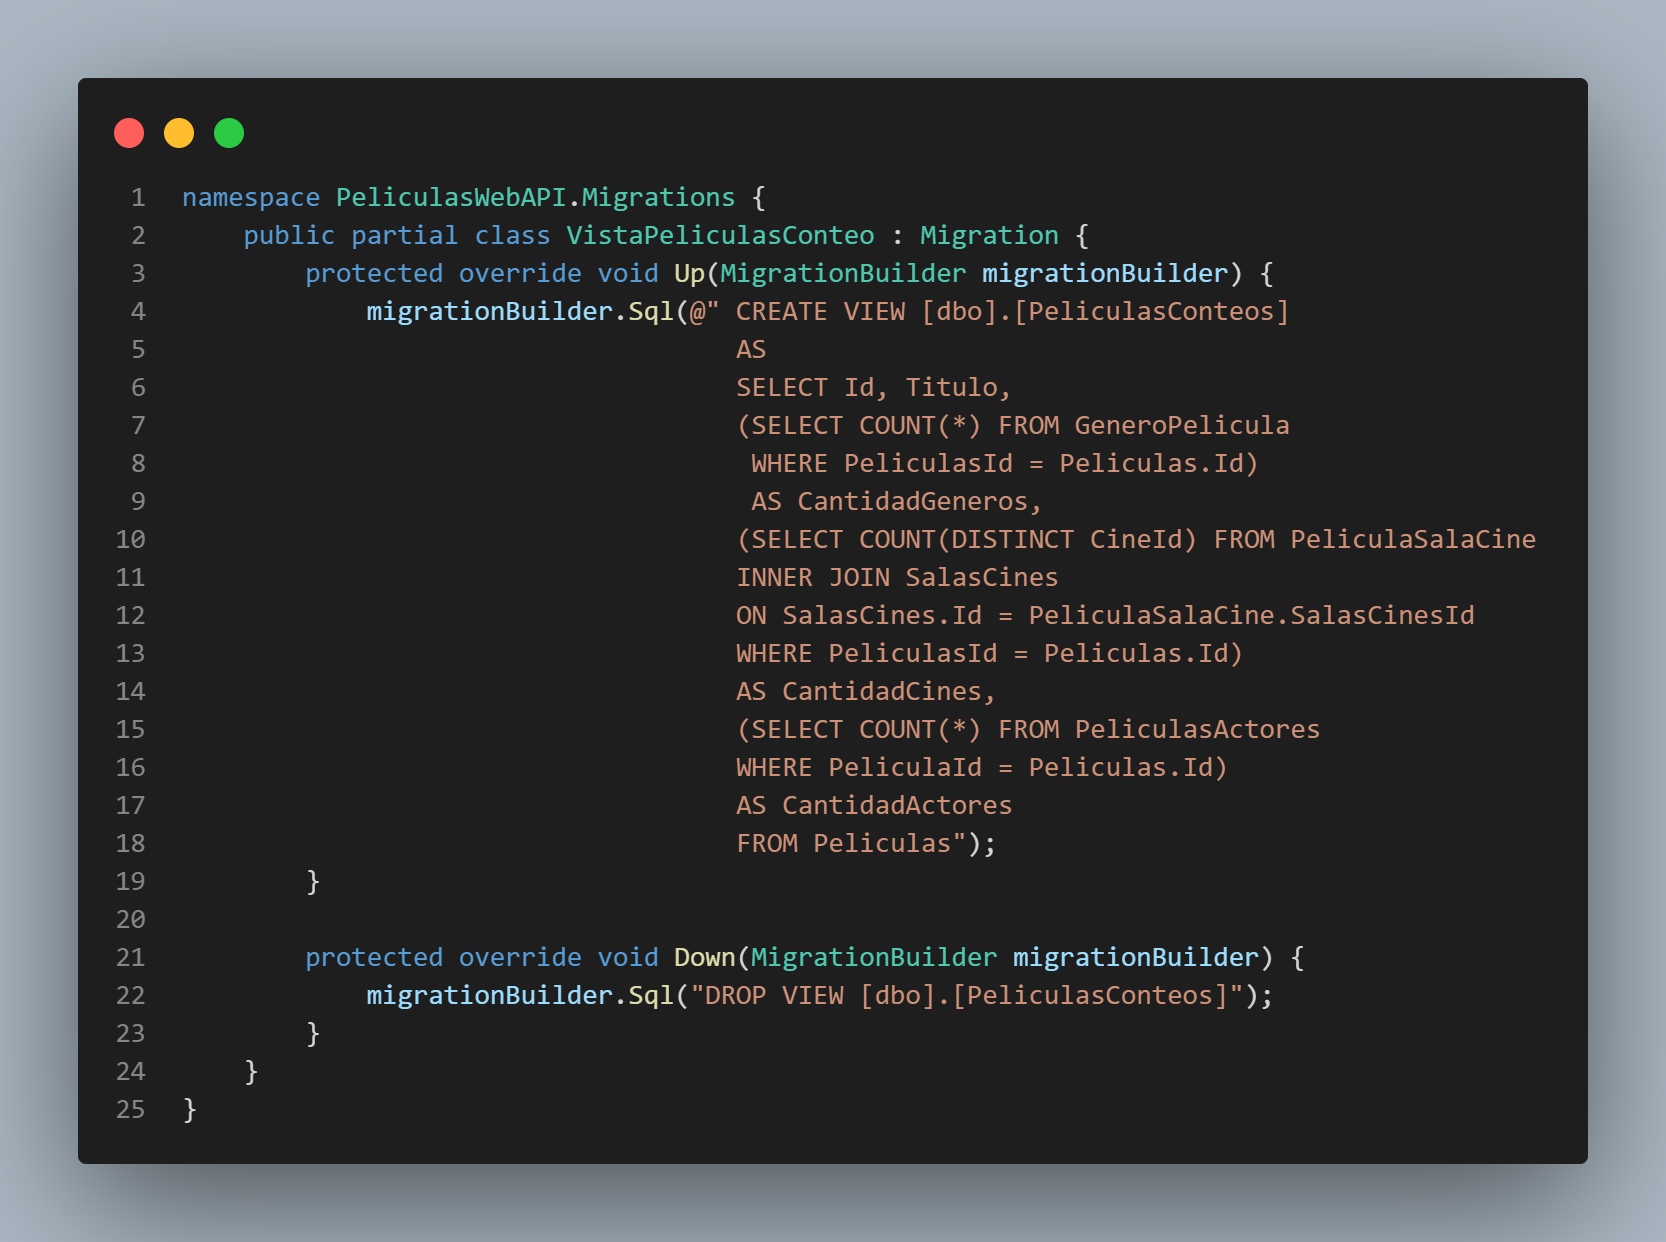 1 namespace PeliculasWebAPI.Migrations {
2 public partial class VistaPeliculasConteo : Migration {
3 protected override void Up(MigrationBuilder migrationBuilder) {
4 migrationBuilder.Sql(@" CREATE VIEW [dbo].[PeliculasConteos]
5 AS
6 SELECT Id, Titulo,
7 (SELECT COUNT(*) FROM GeneroPelicula
8 WHERE PeliculasId = Peliculas.Id)
9 AS CantidadGeneros,
10 (SELECT COUNT(DISTINCT CineId) FROM PeliculaSalaCine
11 INNER JOIN SalasCines
12 ON SalasCines.Id = PeliculaSalaCine.SalasCinesId
13 WHERE PeliculasId = Peliculas.Id)
14 AS CantidadCines,
15 (SELECT COUNT(*) FROM PeliculasActores
16 WHERE PeliculaId = Peliculas.Id)
17 AS CantidadActores
18 FROM Peliculas");
19 }
20
21 protected override void Down(MigrationBuilder migrationBuilder) {
22 migrationBuilder.Sql("DROP VIEW [dbo].[PeliculasConteos]");
23 }
24 }
25 }